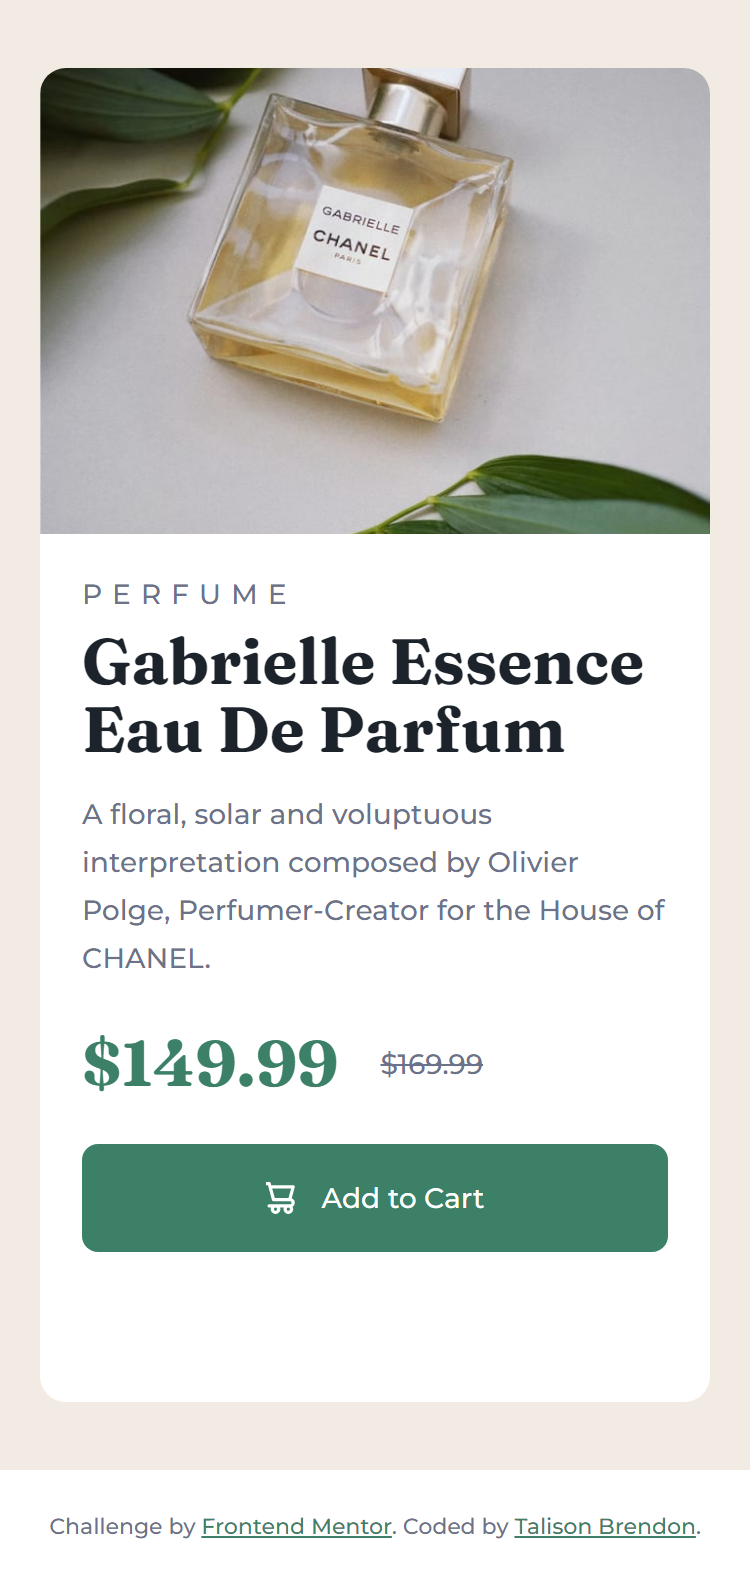 GABRIELLE
CHANEL
PARIS
PERFUME
Gabrielle Essence
Eau De Parfum
A floral, solar and voluptuous
interpretation composed by Olivier
Polge, Perfumer-Creator for the House of
CHANEL.
$149.99 $169.99
Add to Cart
Challenge by Frontend Mentor. Coded by Talison Brendon.